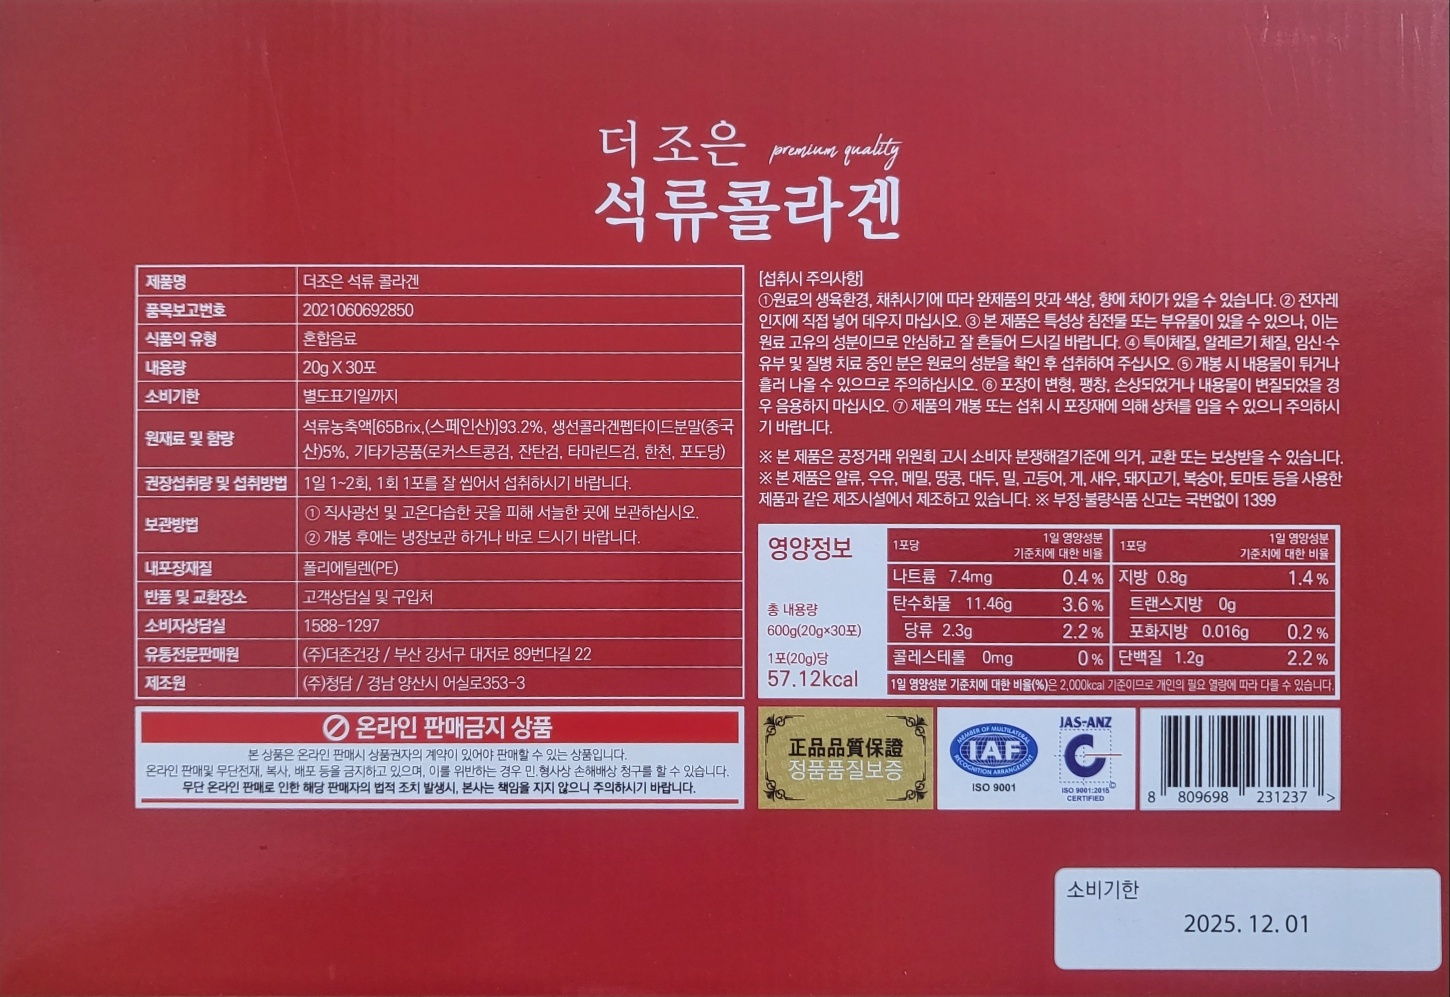 더 조은 premium quality
석류콜라겐
제품명 더조은 석류 콜라겐
품목보고번호 2021060692850
식품의 유형 혼합음료
내용량 20g X 30포
소비기한 별도표기일까지
원재료 및 함량 석류농축액[65Brix,(스페인산)]93.2%, 생선콜라겐펩타이드분말(중국
산)5%, 기타가공품(로커스트콩검, 잔탄검, 타마린드검, 한천, 포도당)
권장섭취량 및 섭취방법 1일 1~2회, 1회 1포를 잘 씹어서 섭취하시기 바랍니다.
보관방법 ① 직사광선 및 고온다습한 곳을 피해 서늘한 곳에 보관하십시오.
② 개봉 후에는 냉장보관 하거나 바로 드시기 바랍니다.
내포장재질 폴리에틸렌(PE)
반품 및 교환장소 고객상담실 및 구입처
소비자상담실 1588-1297
유통전문판매원 (주)더존건강 / 부산 강서구 대저로 89번다길 22
제조원 (주)청담 / 경남 양산시 어실로353-3
온라인 판매금지 상품
본 상품은 온라인 판매시 상품권자의 계약이 있어야 판매할 수 있는 상품입니다.
온라인 판매및 무단전재, 복사, 배포 등을 금지하고 있으며, 이를 위반하는 경우 민.형사상 손해배상 청구를 할 수 있습니다.
무단 온라인 판매로 인한 해당 판매자의 법적 조치 발생시, 본사는 책임을 지지 않으니 주의하시기 바랍니다.
[섭취시 주의사항]
①원료의 생육환경, 채취시기에 따라 완제품의 맛과 색상, 향에 차이가 있을 수 있습니다. ② 전자레
인지에 직접 넣어 데우지 마십시오. ③ 본 제품은 특성상 침전물 또는 부유물이 있을 수 있으나, 이는
원료 고유의 성분이므로 안심하고 잘 흔들어 드시길 바랍니다. ④ 특이체질, 알레르기 체질, 임신·수
유부 및 질병 치료 중인 분은 원료의 성분을 확인 후 섭취하여 주십시오. ⑤ 개봉 시 내용물이 튀거나
흘러 나올 수 있으므로 주의하십시오. ⑥ 포장이 변형, 팽창, 손상되었거나 내용물이 변질되었을 경
우 음용하지 마십시오. ⑦ 제품의 개봉 또는 섭취 시 포장재에 의해 상처를 입을 수 있으니 주의하시
기 바랍니다.
※ 본 제품은 공정거래 위원회 고시 소비자 분쟁해결기준에 의거, 교환 또는 보상받을 수 있습니다.
※ 본 제품은 알류, 우유, 메밀, 땅콩, 대두, 밀, 고등어, 게, 새우, 돼지고기, 복숭아, 토마토 등을 사용한
제품과 같은 제조시설에서 제조하고 있습니다. ※ 부정·불량식품 신고는 국번없이 1399
영양정보
총 내용량
600g(20g×30포)
1포(20g)당
57.12kcal
1포당 1일 영양성분 기준치에 대한 비율 1포당 1일 영양성분 기준치에 대한 비율
나트륨 7.4mg 0.4 % 지방 0.8g 1.4 %
탄수화물 11.46g 3.6 % 트랜스지방 0g
당류 2.3g 2.2 % 포화지방 0.016g 0.2 %
콜레스테롤 0mg 0 % 단백질 1.2g 2.2 %
1일 영양성분 기준치에 대한 비율(%)은 2,000kcal 기준이므로 개인의 필요 열량에 따라 다를 수 있습니다.
正品品質保證
정품품질보증
MEMBER OF MULTILATERAL
IAF
RECOGNITION ARRANGEMENT
ISO 9001
JAS-ANZ
C
ISO 9001:2015
CERTIFIED
8 809698 231237 >
소비기한
2025. 12. 01